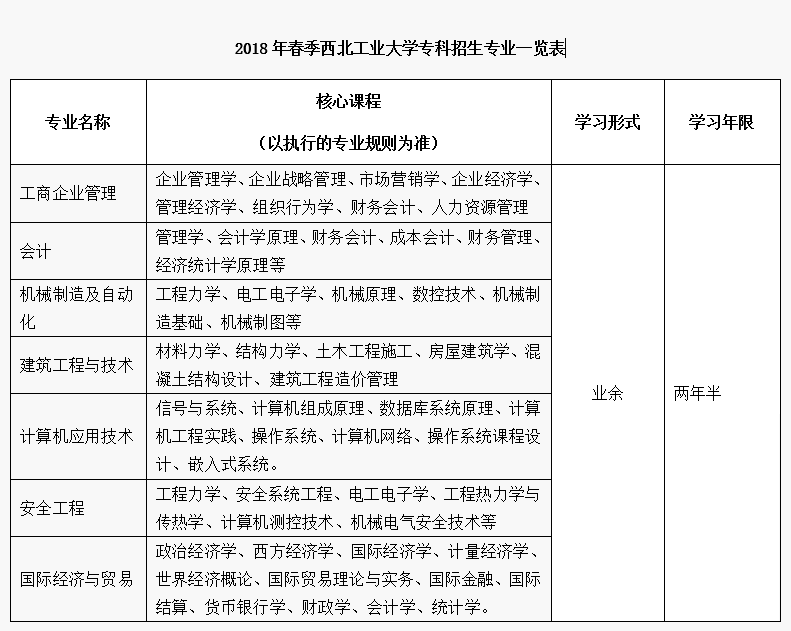 2018年春季西北工业大学专科招生专业一览表
专业名称
核心课程
（以执行的专业规则为准）
学习形式
学习年限
工商企业管理
企业管理学、企业战略管理、市场营销学、企业经济学、
管理经济学、组织行为学、财务会计、人力资源管理
业余
两年半
会计
管理学、会计学原理、财务会计、成本会计、财务管理、
经济统计学原理等
机械制造及自动
化
工程力学、电工电子学、机械原理、数控技术、机械制
造基础、机械制图等
建筑工程与技术
材料力学、结构力学、土木工程施工、房屋建筑学、混
凝土结构设计、建筑工程造价管理
计算机应用技术
信号与系统、计算机组成原理、数据库系统原理、计算
机工程实践、操作系统、计算机网络、操作系统课程设
计、嵌入式系统。
安全工程
工程力学、安全系统工程、电工电子学、工程热力学与
传热学、计算机测控技术、机械电气安全技术等
国际经济与贸易
政治经济学、西方经济学、国际经济学、计量经济学、
世界经济概论、国际贸易理论与实务、国际金融、国际
结算、货币银行学、财政学、会计学、统计学。